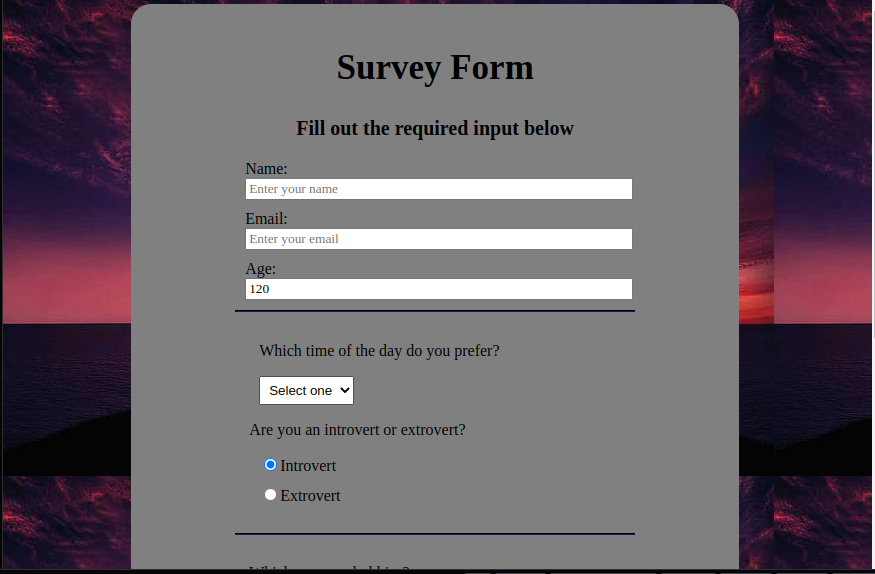 Survey Form
Fill out the required input below
Name:
Enter your name
Email:
Enter your email
Age:
120
Which time of the day do you prefer?
Select one
Are you an introvert or extrovert?
Introvert
Extrovert